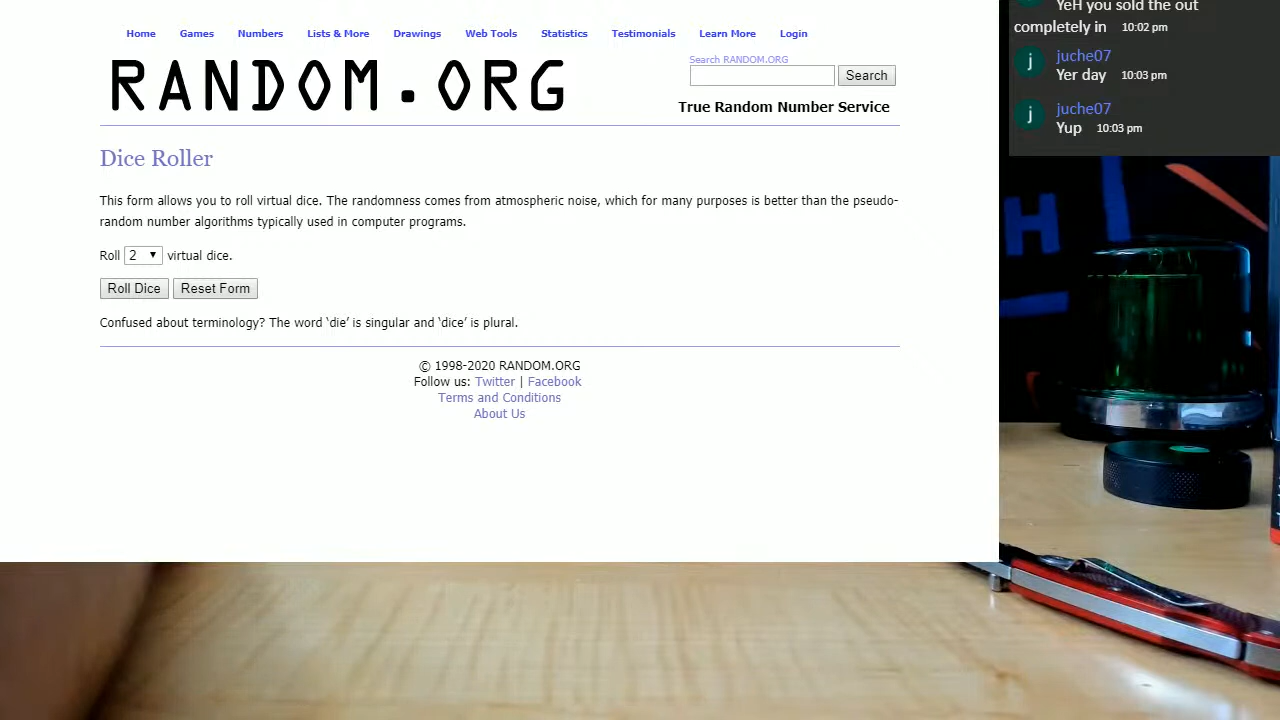 Home Games Numbers Lists & More Drawings Web Tools Statistics Testimonials Learn More Login
RANDOM.ORG
Search RANDOM.ORG
Search
True Random Number Service
Dice Roller
This form allows you to roll virtual dice. The randomness comes from atmospheric noise, which for many purposes is better than the pseudo-
random number algorithms typically used in computer programs.
Roll 2 virtual dice.
Roll Dice Reset Form
Confused about terminology? The word ‘die’ is singular and ‘dice’ is plural.
© 1998-2020 RANDOM.ORG
Follow us: Twitter | Facebook
Terms and Conditions
About Us
YeH you sold the out
completely in 10:02 pm
j juche07
Yer day 10:03 pm
j juche07
Yup 10:03 pm
H